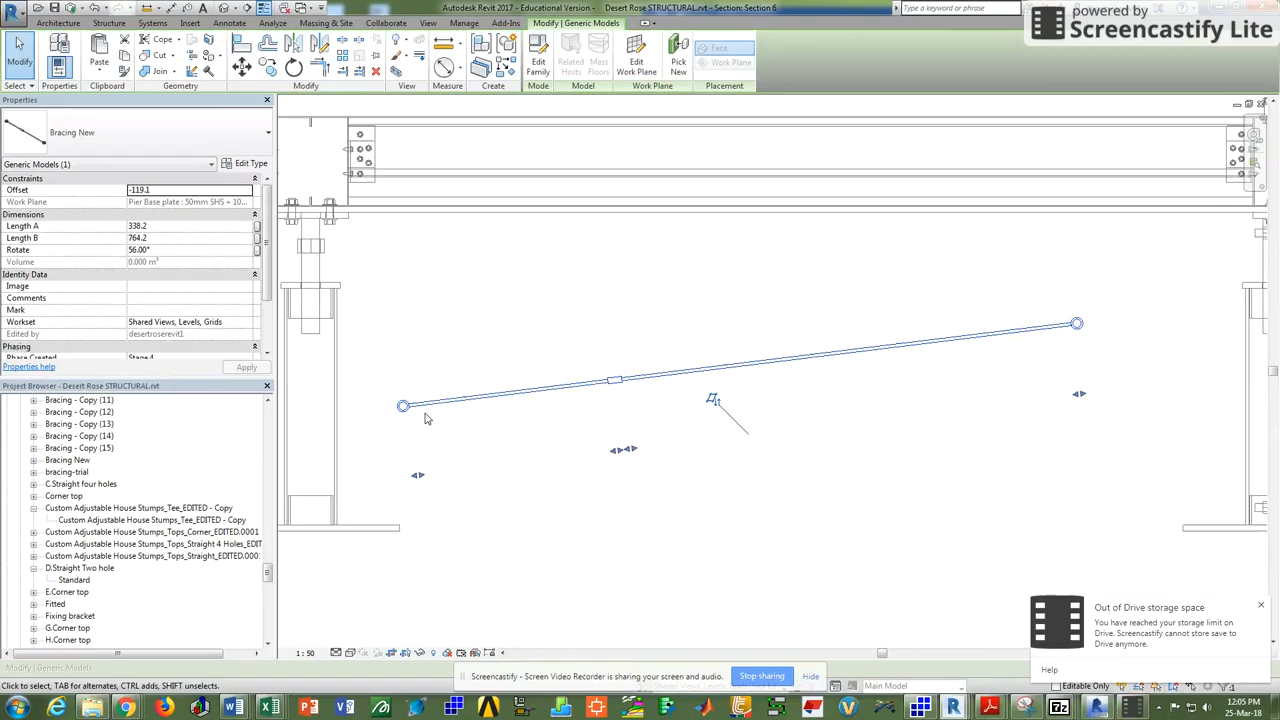 powered by
Screencastify Lite
Autodesk Revit 2017 - Educational Version -
Desert Rose STRUCTURAL.rvt - Section: Section 6
Type a keyword or phrase
Architecture
Structure
Systems
Insert
Annotate
Analyze
Massing & Site
Collaborate
View
Manage
Add-Ins
Modify | Generic Models
Modify
Paste
Cope
Cut
Join
Edit
Family
Related
Hosts
Mass
Floors
Edit
Work Plane
Pick
New
Face
Work Plane
Select
Properties
Clipboard
Geometry
Modify
View
Measure
Create
Mode
Model
Work Plane
Placement
Properties
Bracing New
Generic Models (1)
Edit Type
Constraints
Offset
-119.1
Work Plane
Pier Base plate : 50mm SHS + 10...
Dimensions
Length A
338.2
Length B
764.2
Rotate
56.00°
Volume
0.000 m³
Identity Data
Image
Comments
Mark
Workset
Shared Views, Levels, Grids
Edited by
desertroserevit1
Phasing
Phase Created
Stage 4
Properties help
Apply
Project Browser - Desert Rose STRUCTURAL.rvt
Bracing - Copy (11)
Bracing - Copy (12)
Bracing - Copy (13)
Bracing - Copy (14)
Bracing - Copy (15)
Bracing New
bracing-trial
C.Straight four holes
Corner top
Custom Adjustable House Stumps_Tee_EDITED - Copy
Custom Adjustable House Stumps_Tee_EDITED - Copy
Custom Adjustable House Stumps_Tops_Corner_EDITED.0001
Custom Adjustable House Stumps_Tops_Straight 4 Holes_EDIT
Custom Adjustable House Stumps_Tops_Straight_EDITED.000:
D.Straight Two hole
Standard
E.Corner top
Fitted
Fixing bracket
G.Corner top
H.Corner top
Modify | Generic Models
1 : 50
Out of Drive storage space
You have reached your storage limit on
Drive. Screencastify cannot store save to
Drive anymore.
Help
Screencastify - Screen Video Recorder is sharing your screen and audio.
Stop sharing
Hide
Click to select, TAB for alternates, CTRL adds, SHIFT unselects.
Main Model
Editable Only
:1
12:05 PM
25-Mar-18